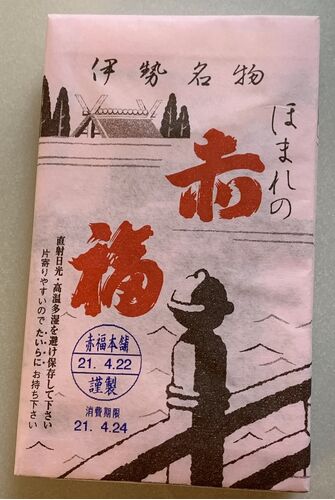 伊勢名物
ほまれの
赤福
直射日光・高温多湿を避け保存して下さい
片寄りやすいのでたいらにお持ち下さい
赤福本舗
21. 4.22
謹製
消費期限
21. 4.24